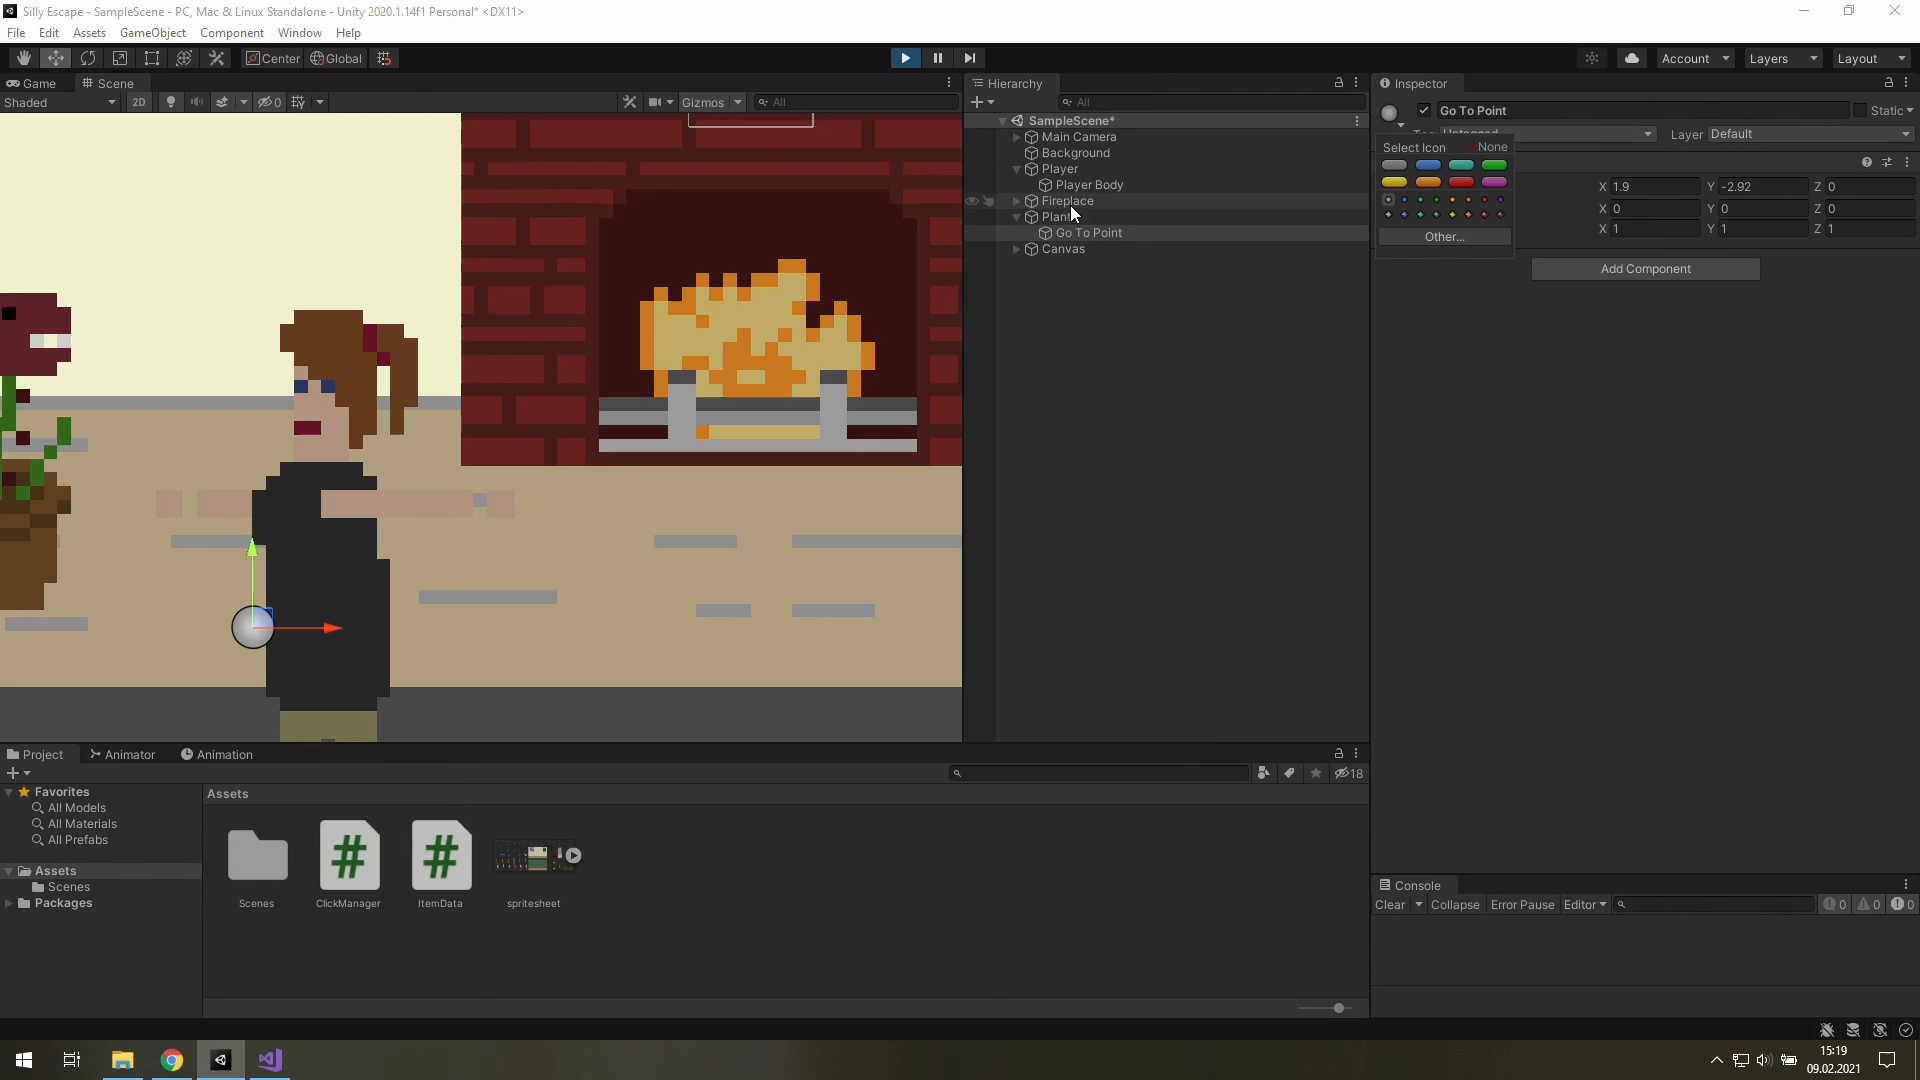 Silly Escape - SampleScene - PC, Mac & Linux Standalone - Unity 2020.1.14f1 Personal* <DX11>
File Edit Assets GameObject Component Window Help
Center Global Account Layers Layout
Game Scene
Shaded 2D 0 Gizmos All
Hierarchy
All
SampleScene*
Main Camera
Background
Player
Player Body
Fireplace
Plant
Go To Point
Canvas
Inspector
Go To Point Static
Untagged Layer Default
Select Icon None
Other...
X 1.9 Y -2.92 Z 0
X 0 Y 0 Z 0
X 1 Y 1 Z 1
Add Component
Project Animator Animation
18
Favorites
All Models
All Materials
All Prefabs
Assets
Scenes
Packages
Assets
Scenes ClickManager ItemData spritesheet
Console
Clear Collapse Error Pause Editor 0 0 0
15:19
09.02.2021